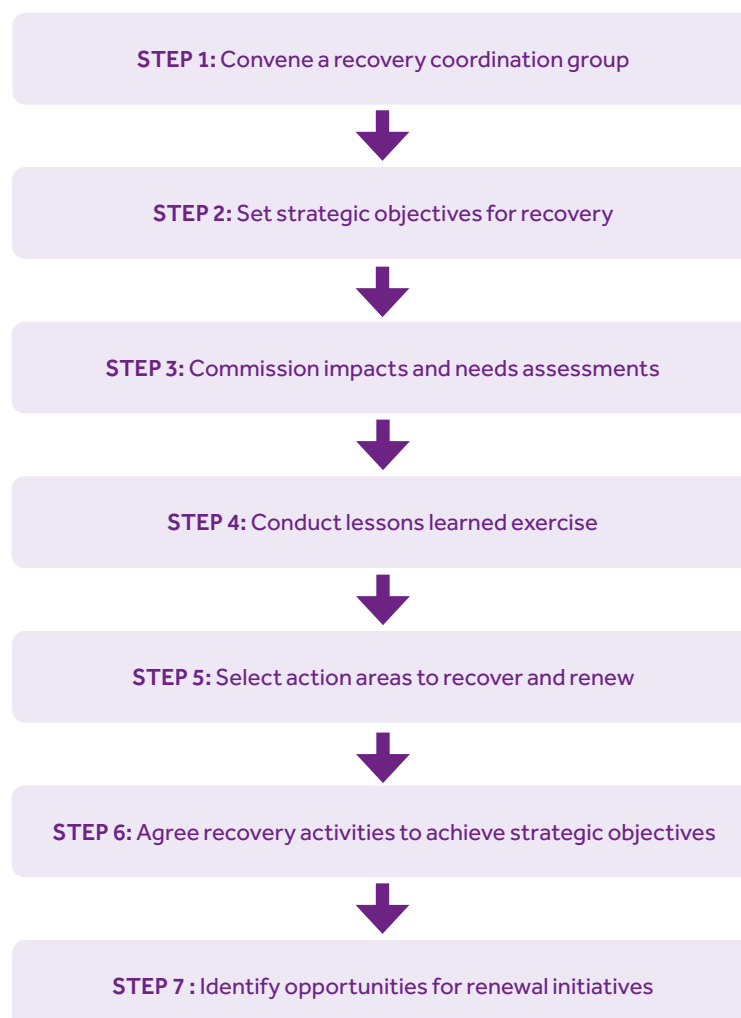 STEP 1: Convene a recovery coordination group
STEP 2: Set strategic objectives for recovery
STEP 3: Commission impacts and needs assessments
STEP 4: Conduct lessons learned exercise
STEP 5: Select action areas to recover and renew
STEP 6: Agree recovery activities to achieve strategic objectives
STEP 7 : Identify opportunities for renewal initiatives